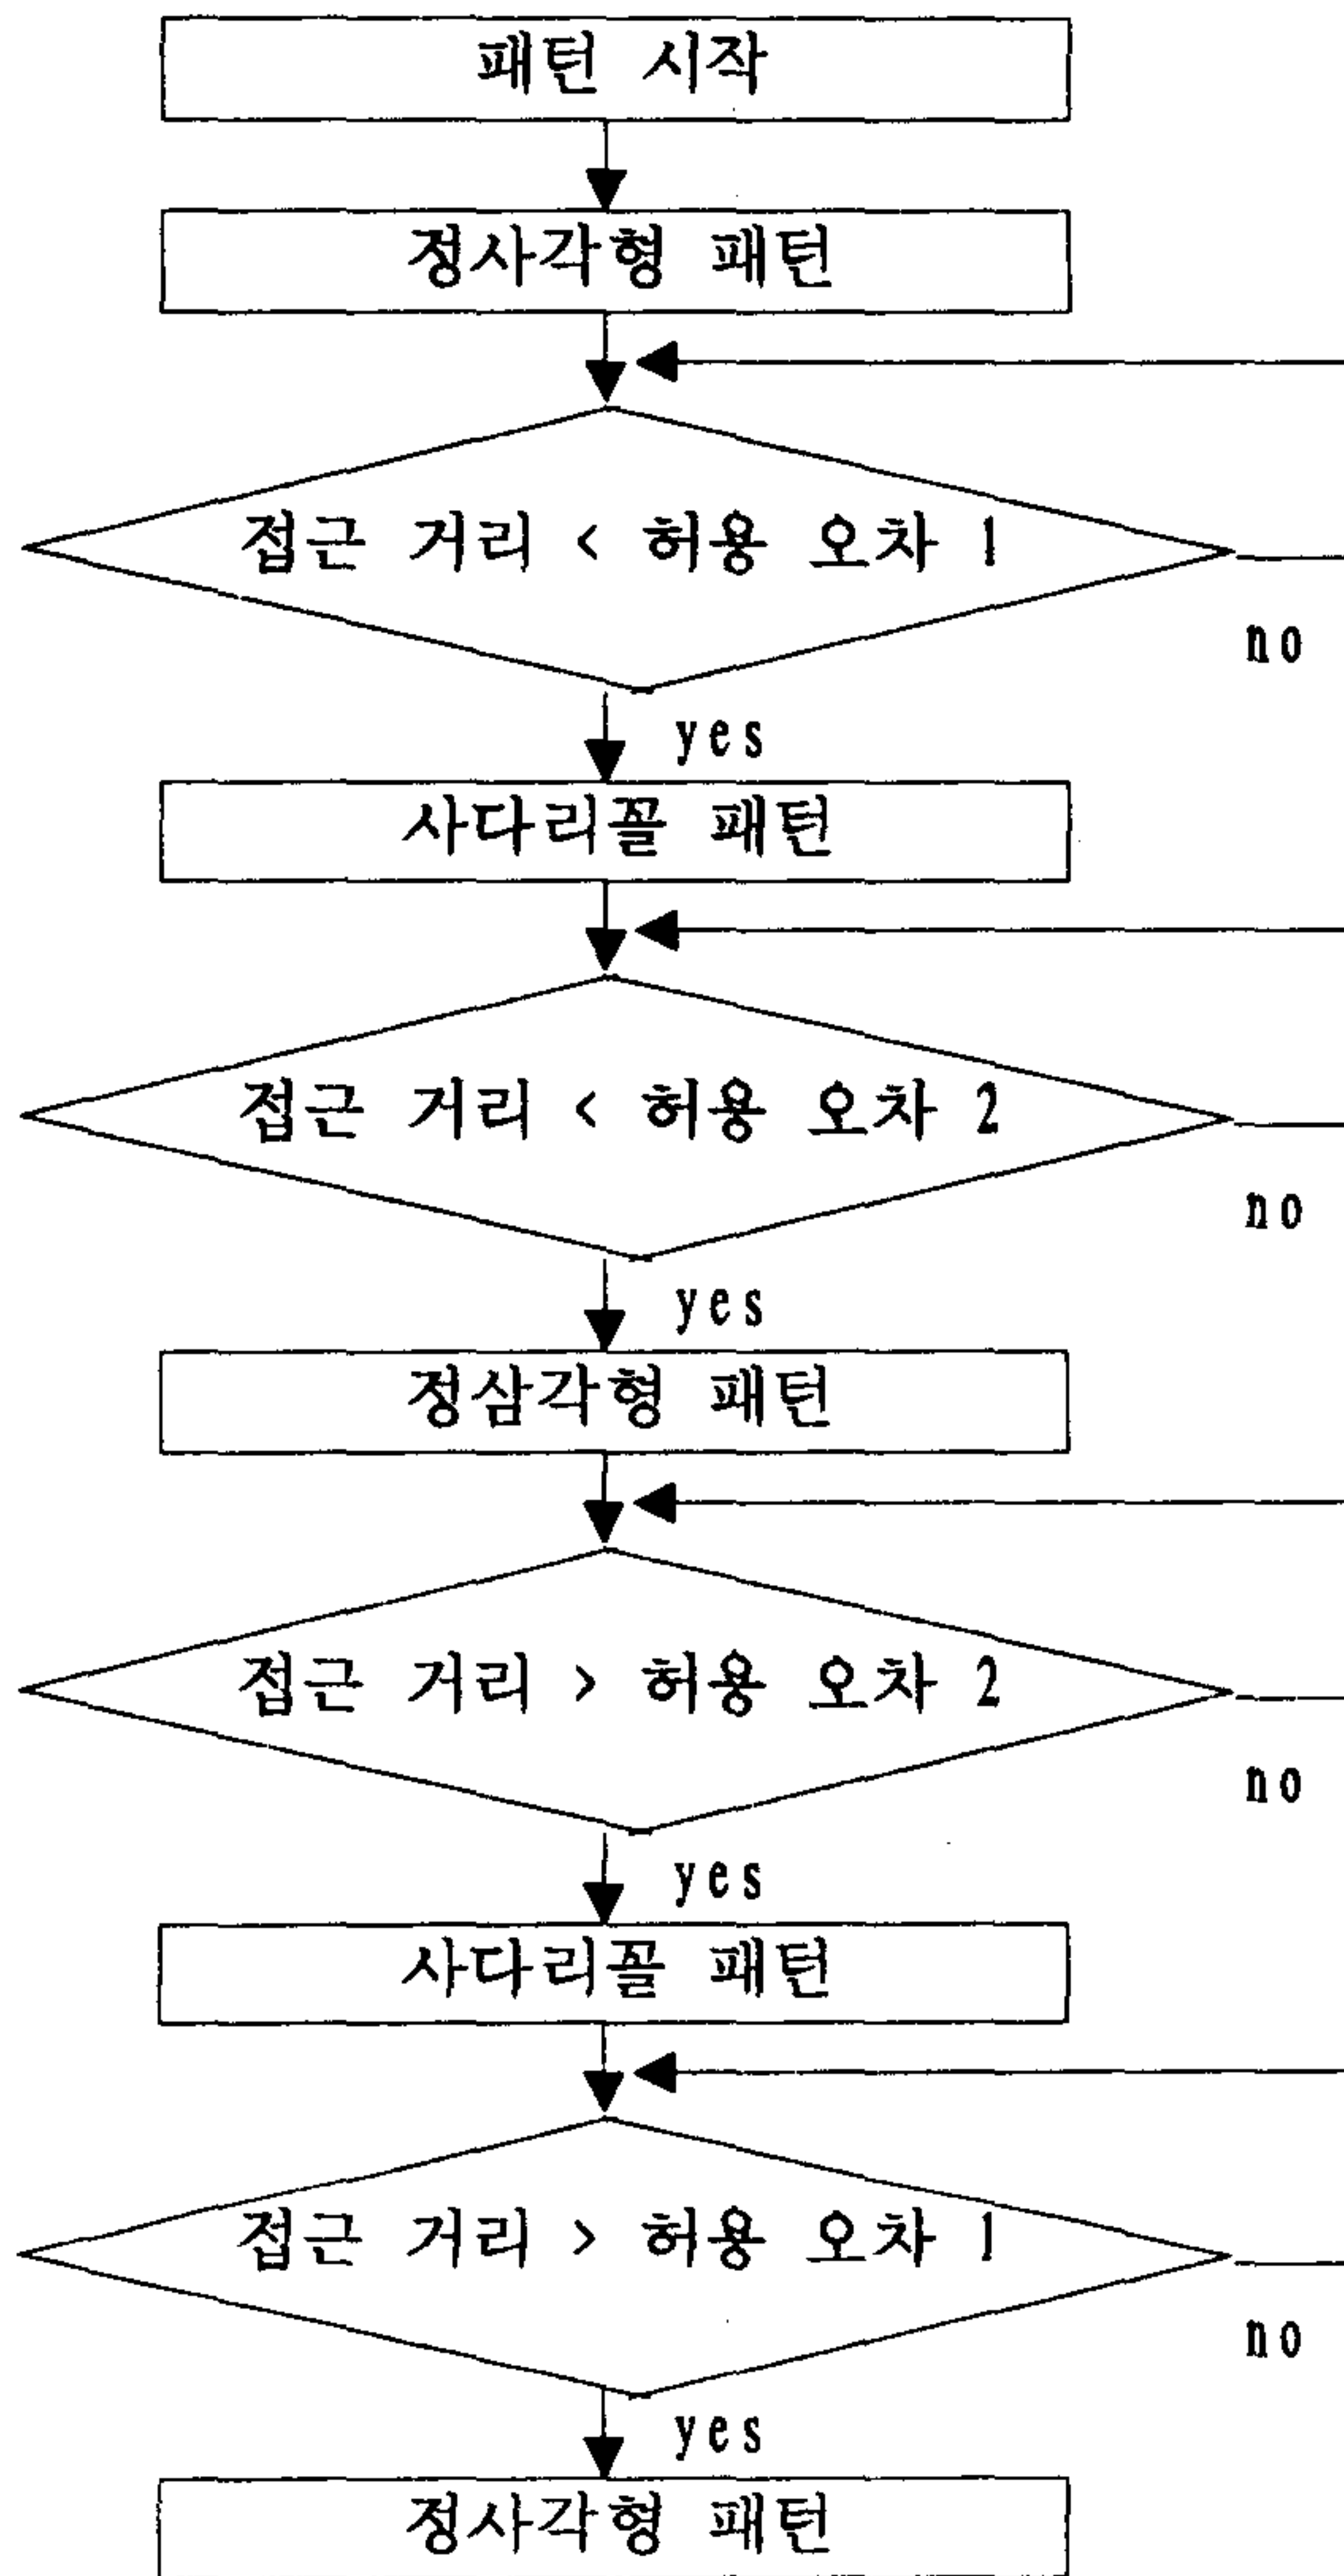 패턴 시작
정사각형 패턴
접근 거리 < 허용 오차 1
no
yes
사다리꼴 패턴
접근 거리 < 허용 오차 2
no
yes
정삼각형 패턴
접근 거리 > 허용 오차 2
no
yes
사다리꼴 패턴
접근 거리 > 허용 오차 1
no
yes
정사각형 패턴